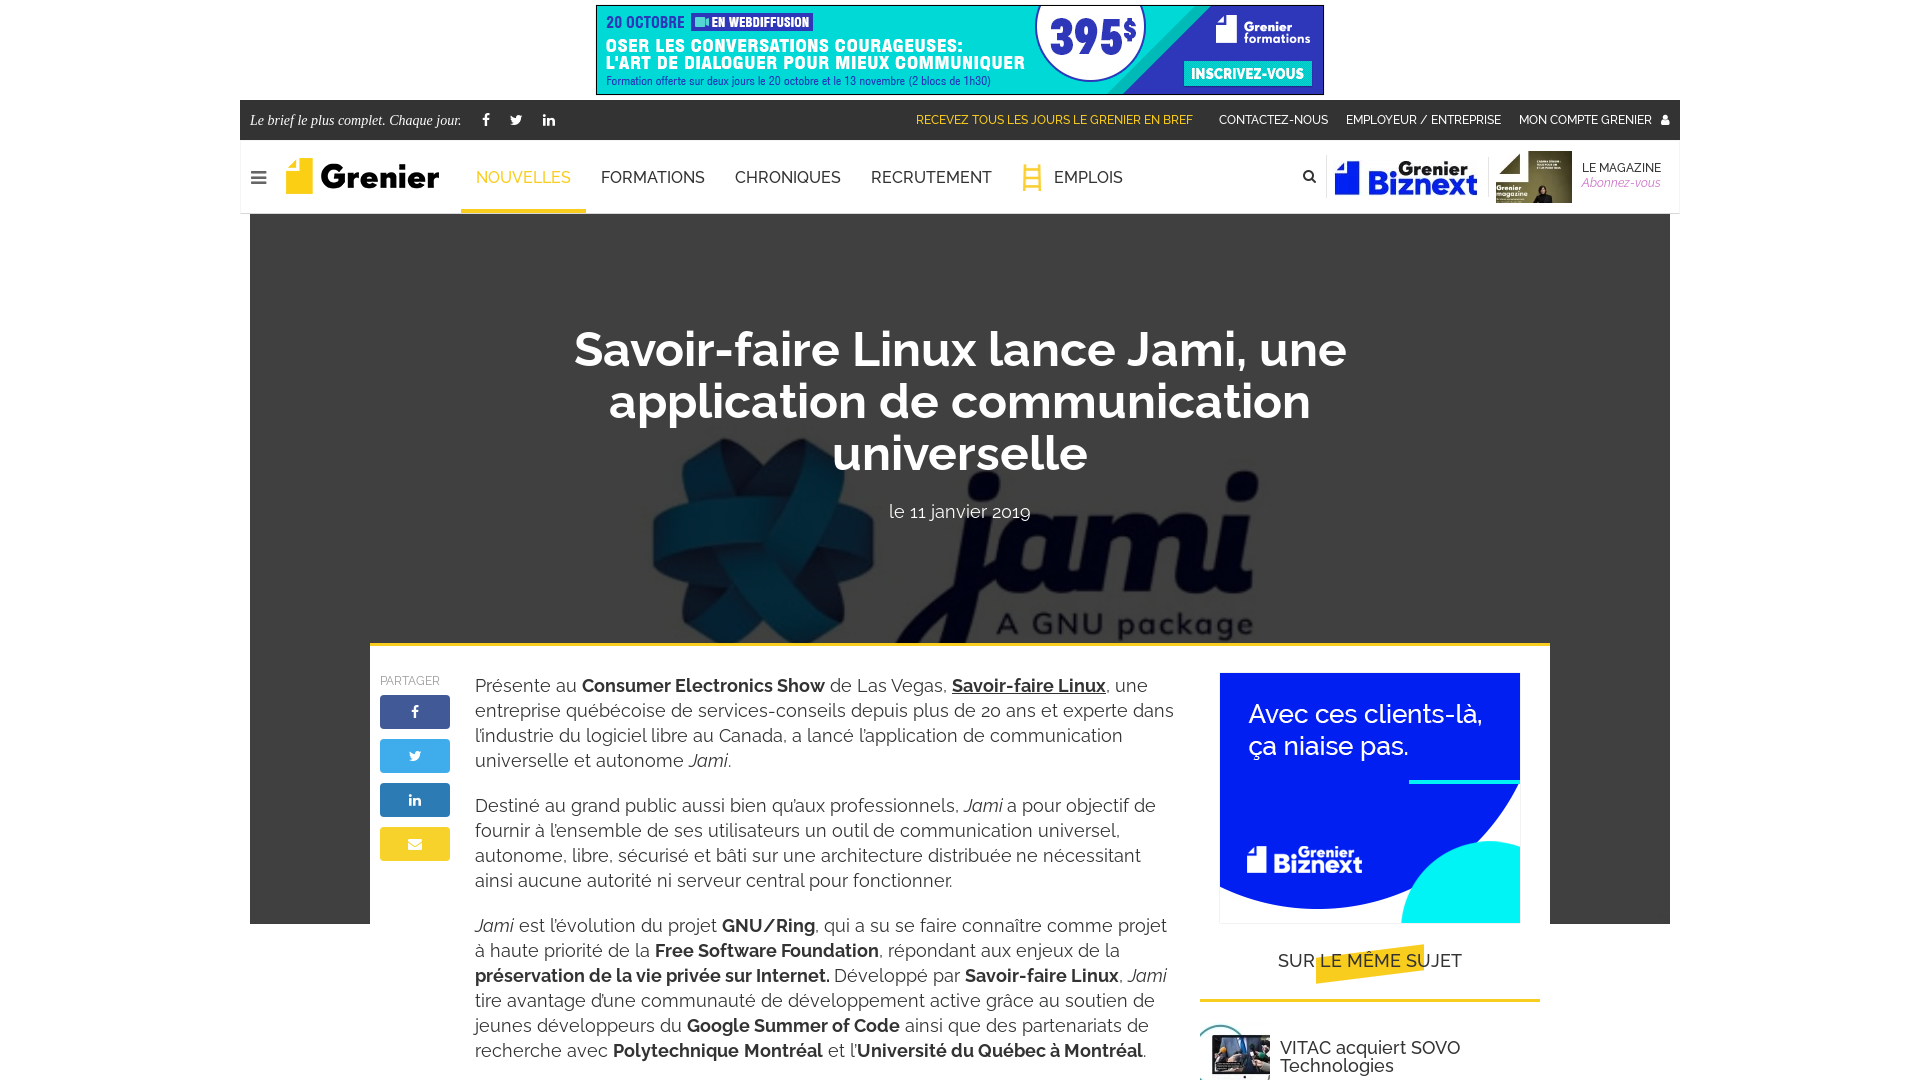 20 OCTOBRE EN WEBDIFFUSION
OSER LES CONVERSATIONS COURAGEUSES:
L'ART DE DIALOGUER POUR MIEUX COMMUNIQUER
Formation offerte sur deux jours le 20 octobre et le 13 novembre (2 blocs de 1h30)
395$
Grenier
formations
INSCRIVEZ-VOUS
Le brief le plus complet. Chaque jour.
RECEVEZ TOUS LES JOURS LE GRENIER EN BREF
CONTACTEZ-NOUS
EMPLOYEUR / ENTREPRISE
MON COMPTE GRENIER
Grenier
NOUVELLES
FORMATIONS
CHRONIQUES
RECRUTEMENT
EMPLOIS
Grenier
Biznext
Grenier
magazine
LE MAGAZINE
Abonnez-vous
Savoir-faire Linux lance Jami, une
application de communication
universelle
le 11 janvier 2019
jami
A GNU package
PARTAGER
Présente au Consumer Electronics Show de Las Vegas, Savoir-faire Linux, une
entreprise québécoise de services-conseils depuis plus de 20 ans et experte dans
l’industrie du logiciel libre au Canada, a lancé l’application de communication
universelle et autonome Jami.
Destiné au grand public aussi bien qu’aux professionnels, Jami a pour objectif de
fournir à l’ensemble de ses utilisateurs un outil de communication universel,
autonome, libre, sécurisé et bâti sur une architecture distribuée ne nécessitant
ainsi aucune autorité ni serveur central pour fonctionner.
Jami est l’évolution du projet GNU/Ring, qui a su se faire connaître comme projet
à haute priorité de la Free Software Foundation, répondant aux enjeux de la
préservation de la vie privée sur Internet. Développé par Savoir-faire Linux, Jami
tire avantage d’une communauté de développement active grâce au soutien de
jeunes développeurs du Google Summer of Code ainsi que des partenariats de
recherche avec Polytechnique Montréal et l’Université du Québec à Montréal.
Avec ces clients-là,
ça niaise pas.
Grenier
Biznext
SUR LE MÊME SUJET
VITAC acquiert SOVO
Technologies